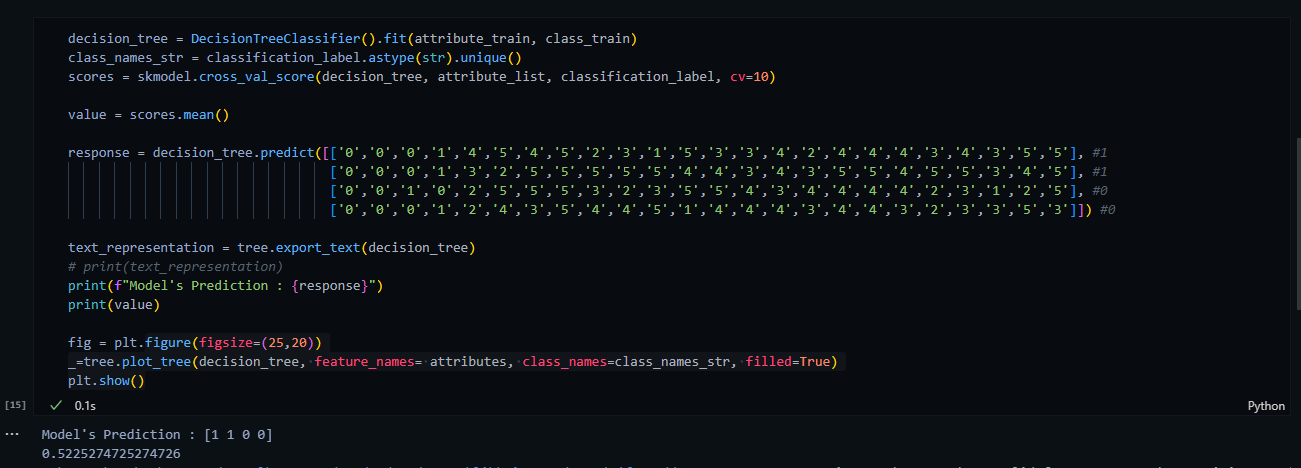 decision_tree = DecisionTreeClassifier().fit(attribute_train, class_train)
class_names_str = classification_label.astype(str).unique()
scores = skmodel.cross_val_score(decision_tree, attribute_list, classification_label, cv=10)
value = scores.mean()
response = decision_tree.predict([['0','0','0','1','4','5','4','5','2','3','1','5','3','3','4','2','4','4','4','3','4','3','5','5'], #1
['0','0','0','1','3','2','5','5','5','5','5','4','4','3','4','3','5','5','4','5','5','3','4','5'], #1
['0','0','1','0','2','5','5','5','3','2','3','5','5','4','3','4','4','4','4','2','3','1','2','5'], #0
['0','0','0','1','2','4','3','5','4','4','5','1','4','4','4','3','4','4','3','2','3','3','5','3']]) #0
text_representation = tree.export_text(decision_tree)
# print(text_representation)
print(f"Model's Prediction : {response}")
print(value)
fig = plt.figure(figsize=(25,20))
_=tree.plot_tree(decision_tree, feature_names= attributes, class_names=class_names_str, filled=True)
plt.show()
[15] ✓ 0.1s Python
... Model's Prediction : [1 1 0 0]
0.5225274725274726